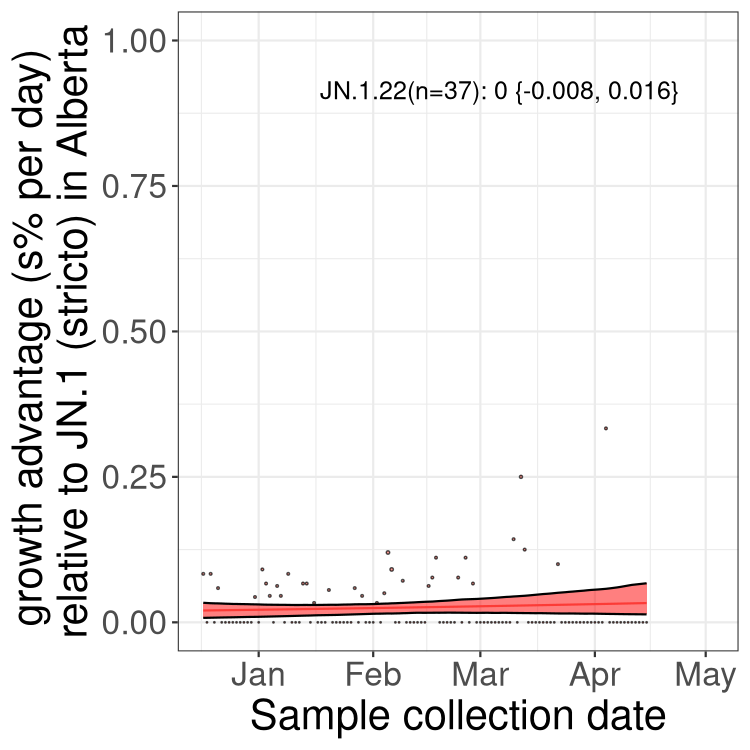 growth advantage (s% per day)
relative to JN.1 (stricto) in Alberta
1.00
0.75
0.50
0.25
0.00
JN.1.22(n=37): 0 {-0.008, 0.016}
Jan Feb Mar Apr May
Sample collection date